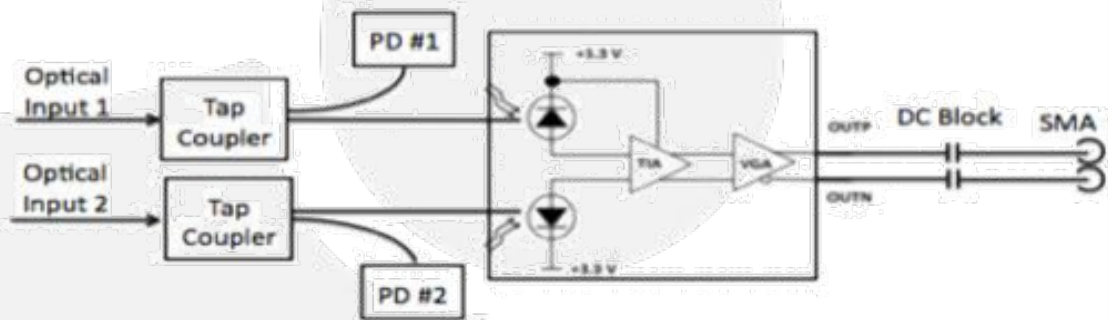 PD #1
+3.3 V
Optical
Input 1
Tap
Coupler
OUTP
DC Block
SMA
TIA
VGA
Optical
Input 2
Tap
Coupler
OUTN
+3.3 V
PD #2